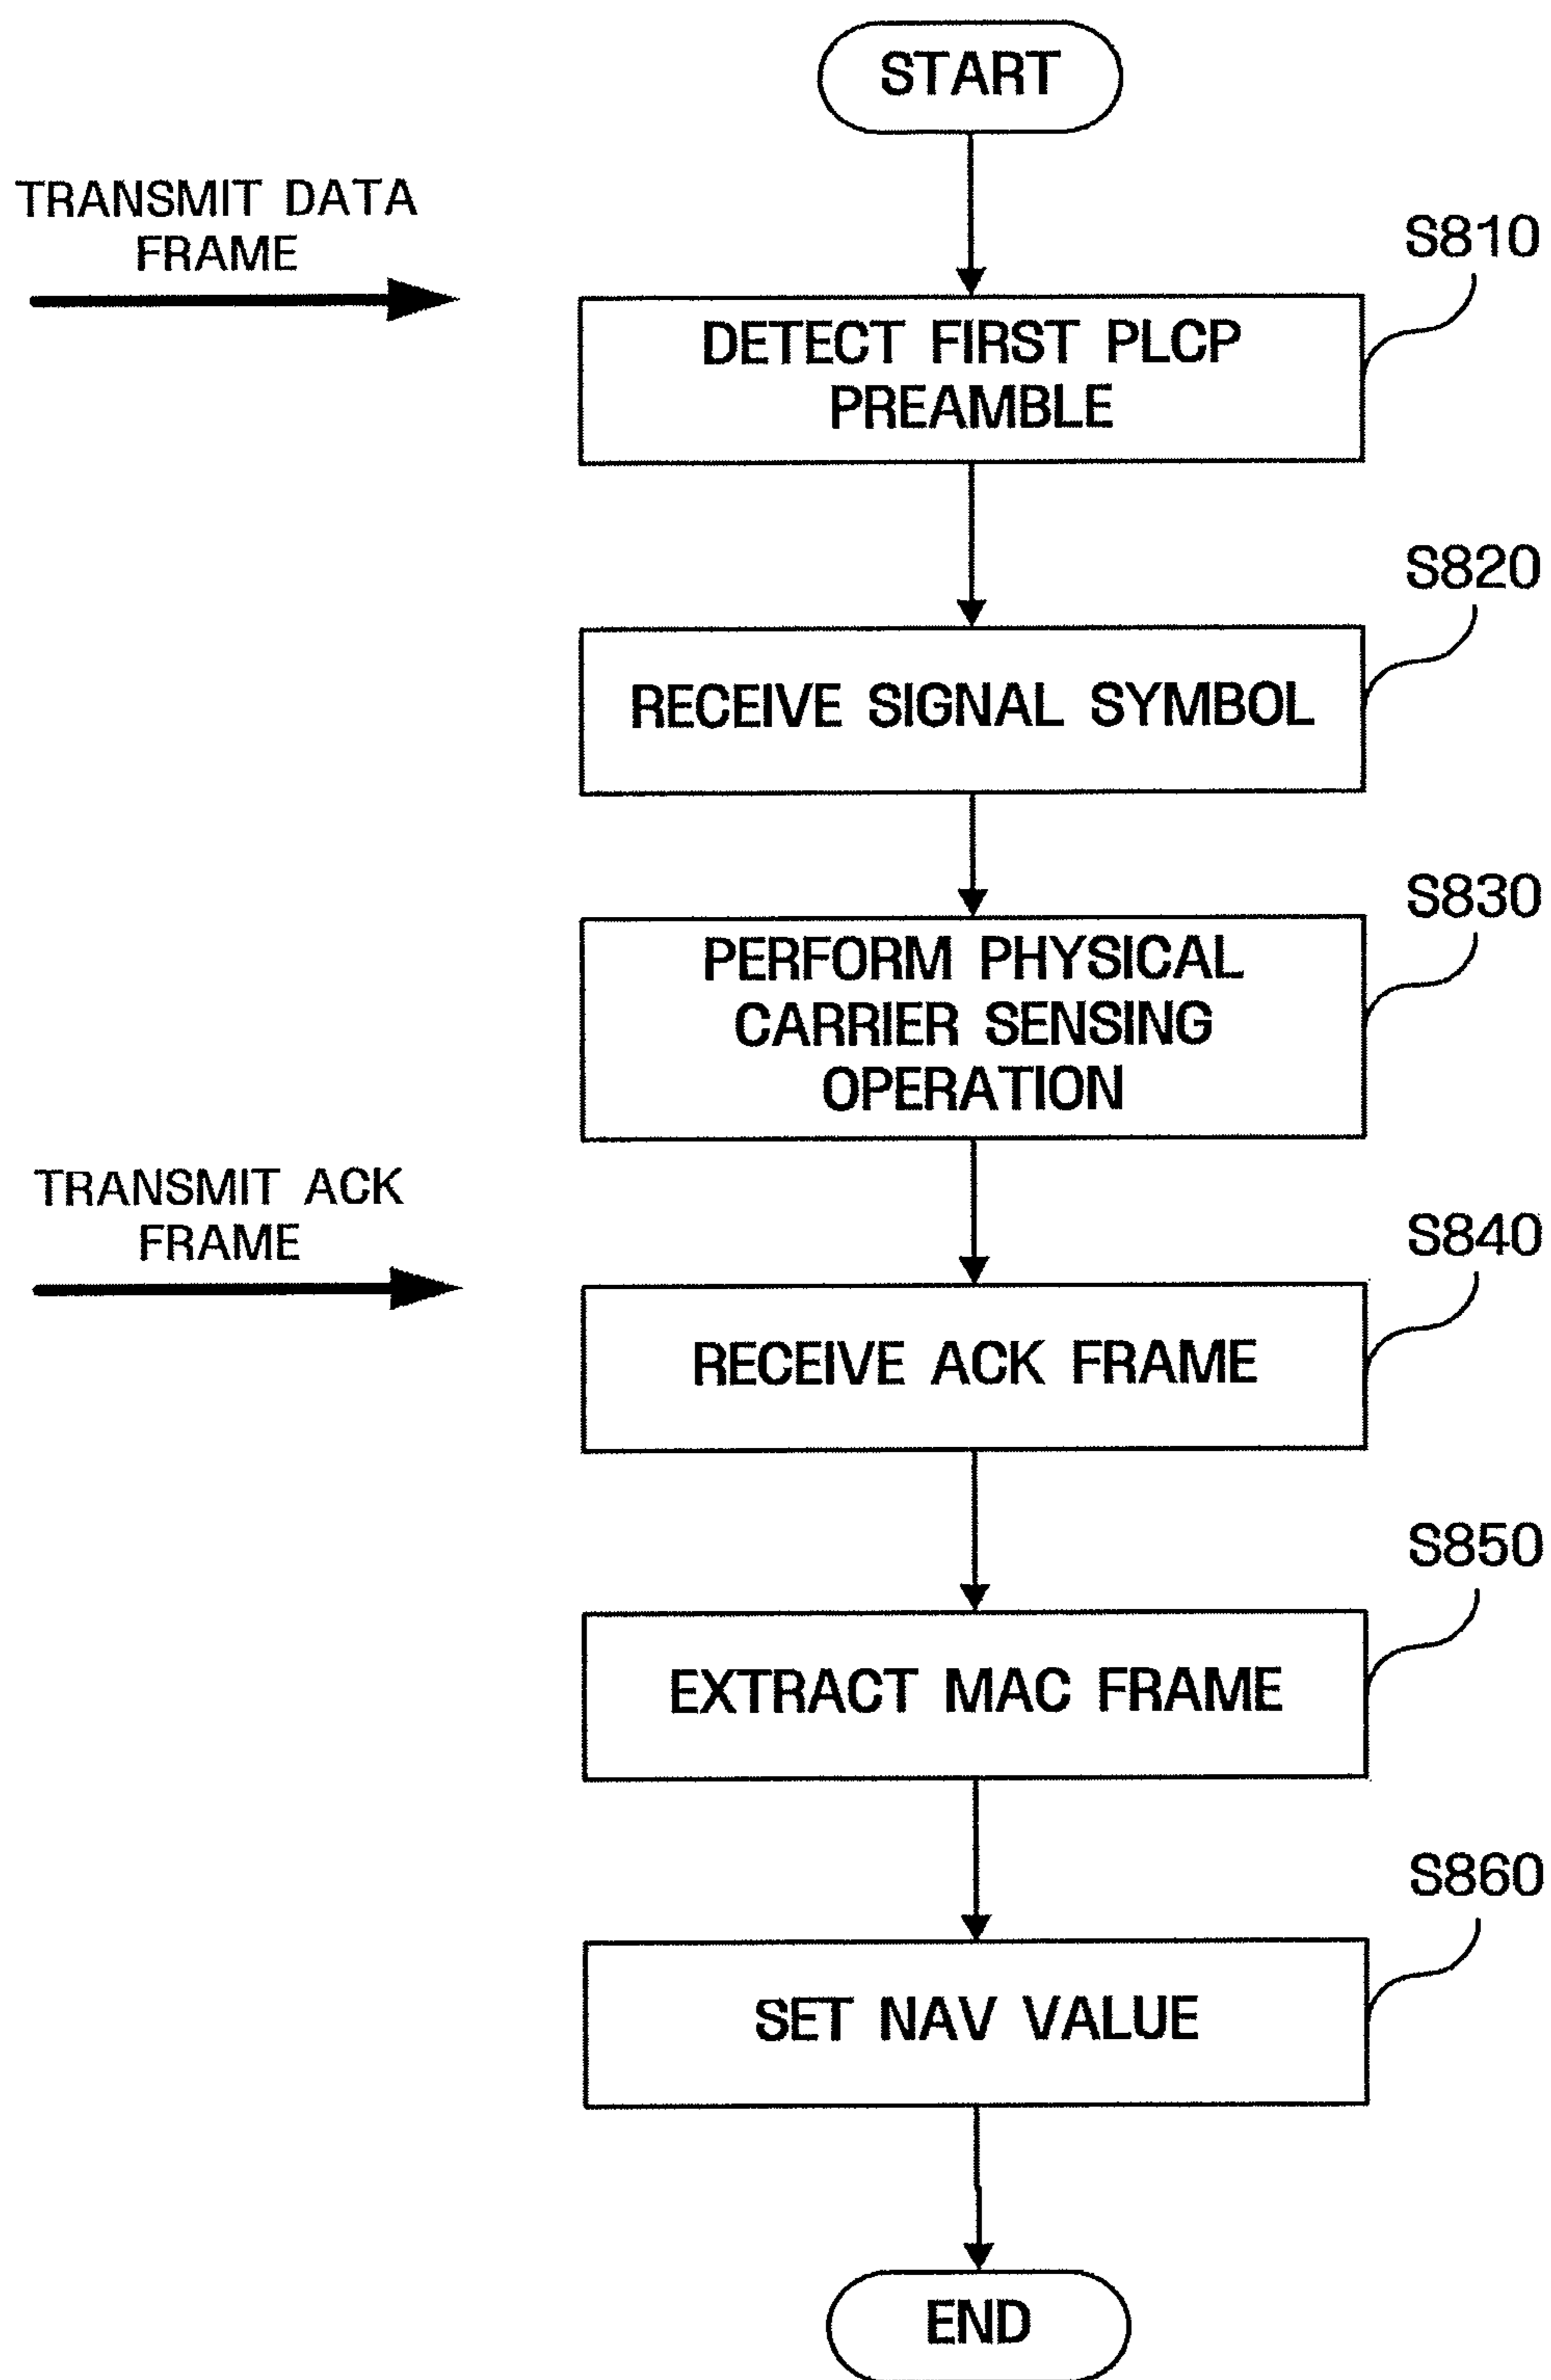 START
TRANSMIT DATA
FRAME
S810
DETECT FIRST PLCP
PREAMBLE
S820
RECEIVE SIGNAL SYMBOL
S830
PERFORM PHYSICAL
CARRIER SENSING
OPERATION
TRANSMIT ACK
FRAME
S840
RECEIVE ACK FRAME
S850
EXTRACT MAC FRAME
S860
SET NAV VALUE
END